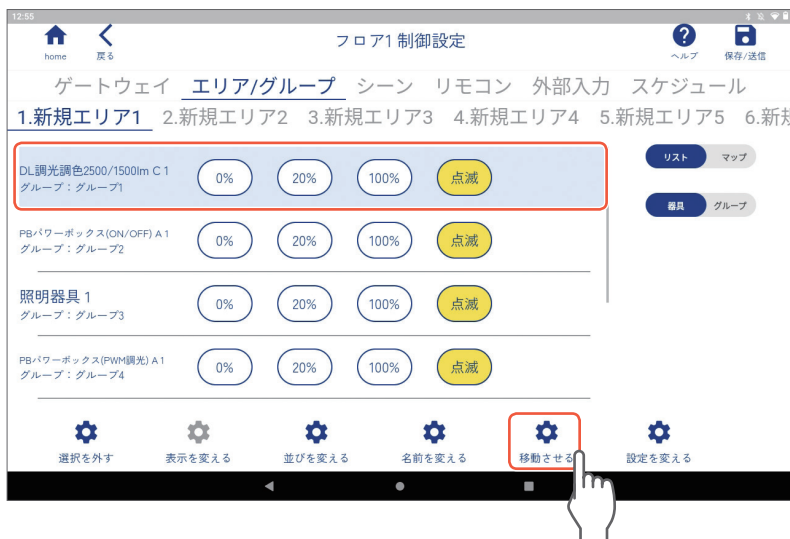 12:55
home
戻る
フロア1 制御設定
ヘルプ
保存/送信
ゲートウェイ エリア/グループ シーン リモコン 外部入力 スケジュール
1.新規エリア1 2.新規エリア2 3.新規エリア3 4.新規エリア4 5.新規エリア5 6.新規
リスト マップ
器具 グループ
DL調光調色2500/1500lm C 1
グループ：グループ1
0% 20% 100% 点滅
PBパワーボックス(ON/OFF) A 1
グループ：グループ2
0% 20% 100% 点滅
照明器具 1
グループ：グループ3
0% 20% 100% 点滅
PBパワーボックス(PWM調光) A 1
グループ：グループ4
0% 20% 100% 点滅
選択を外す 表示を変える 並びを変える 名前を変える 移動させる 設定を変える